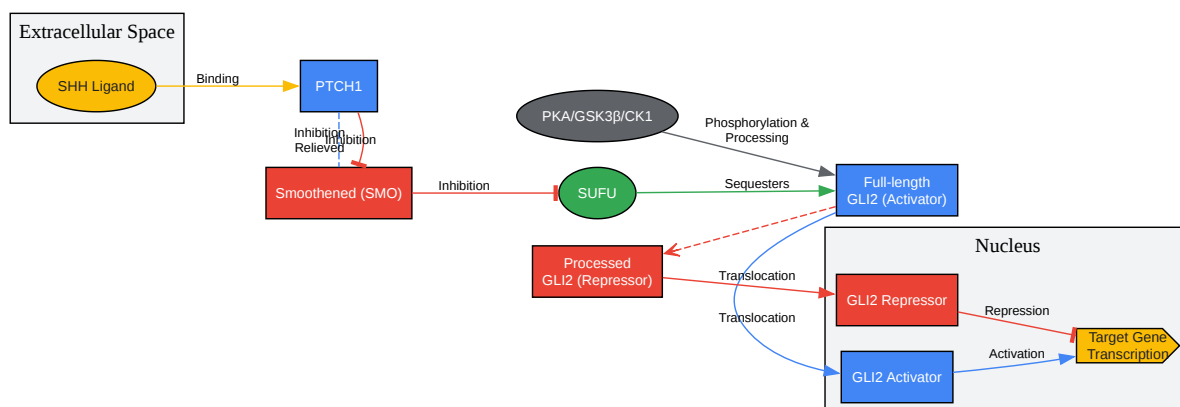 Extracellular Space
SHH Ligand
Binding
PTCH1
Inhibition
Relieved
Inhibition
Smoothened (SMO)
Inhibition
PKA/GSK3β/CK1
Phosphorylation &
Processing
SUFU
Sequesters
Full-length
GLI2 (Activator)
Processed
GLI2 (Repressor)
Translocation
Translocation
Nucleus
GLI2 Repressor
Repression
GLI2 Activator
Activation
Target Gene
Transcription